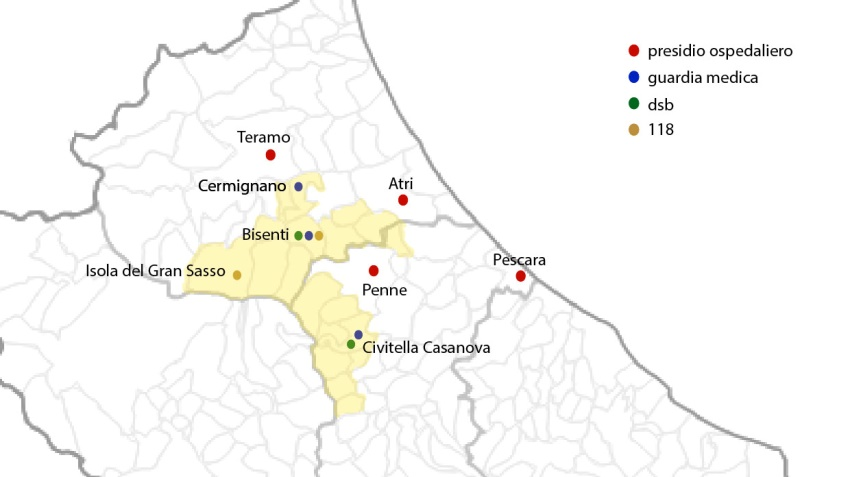 presidio ospedaliero
guardia medica
dsb
118
Teramo
Cermignano
Atri
Bisenti
Pescara
Isola del Gran Sasso
Penne
Civitella Casanova